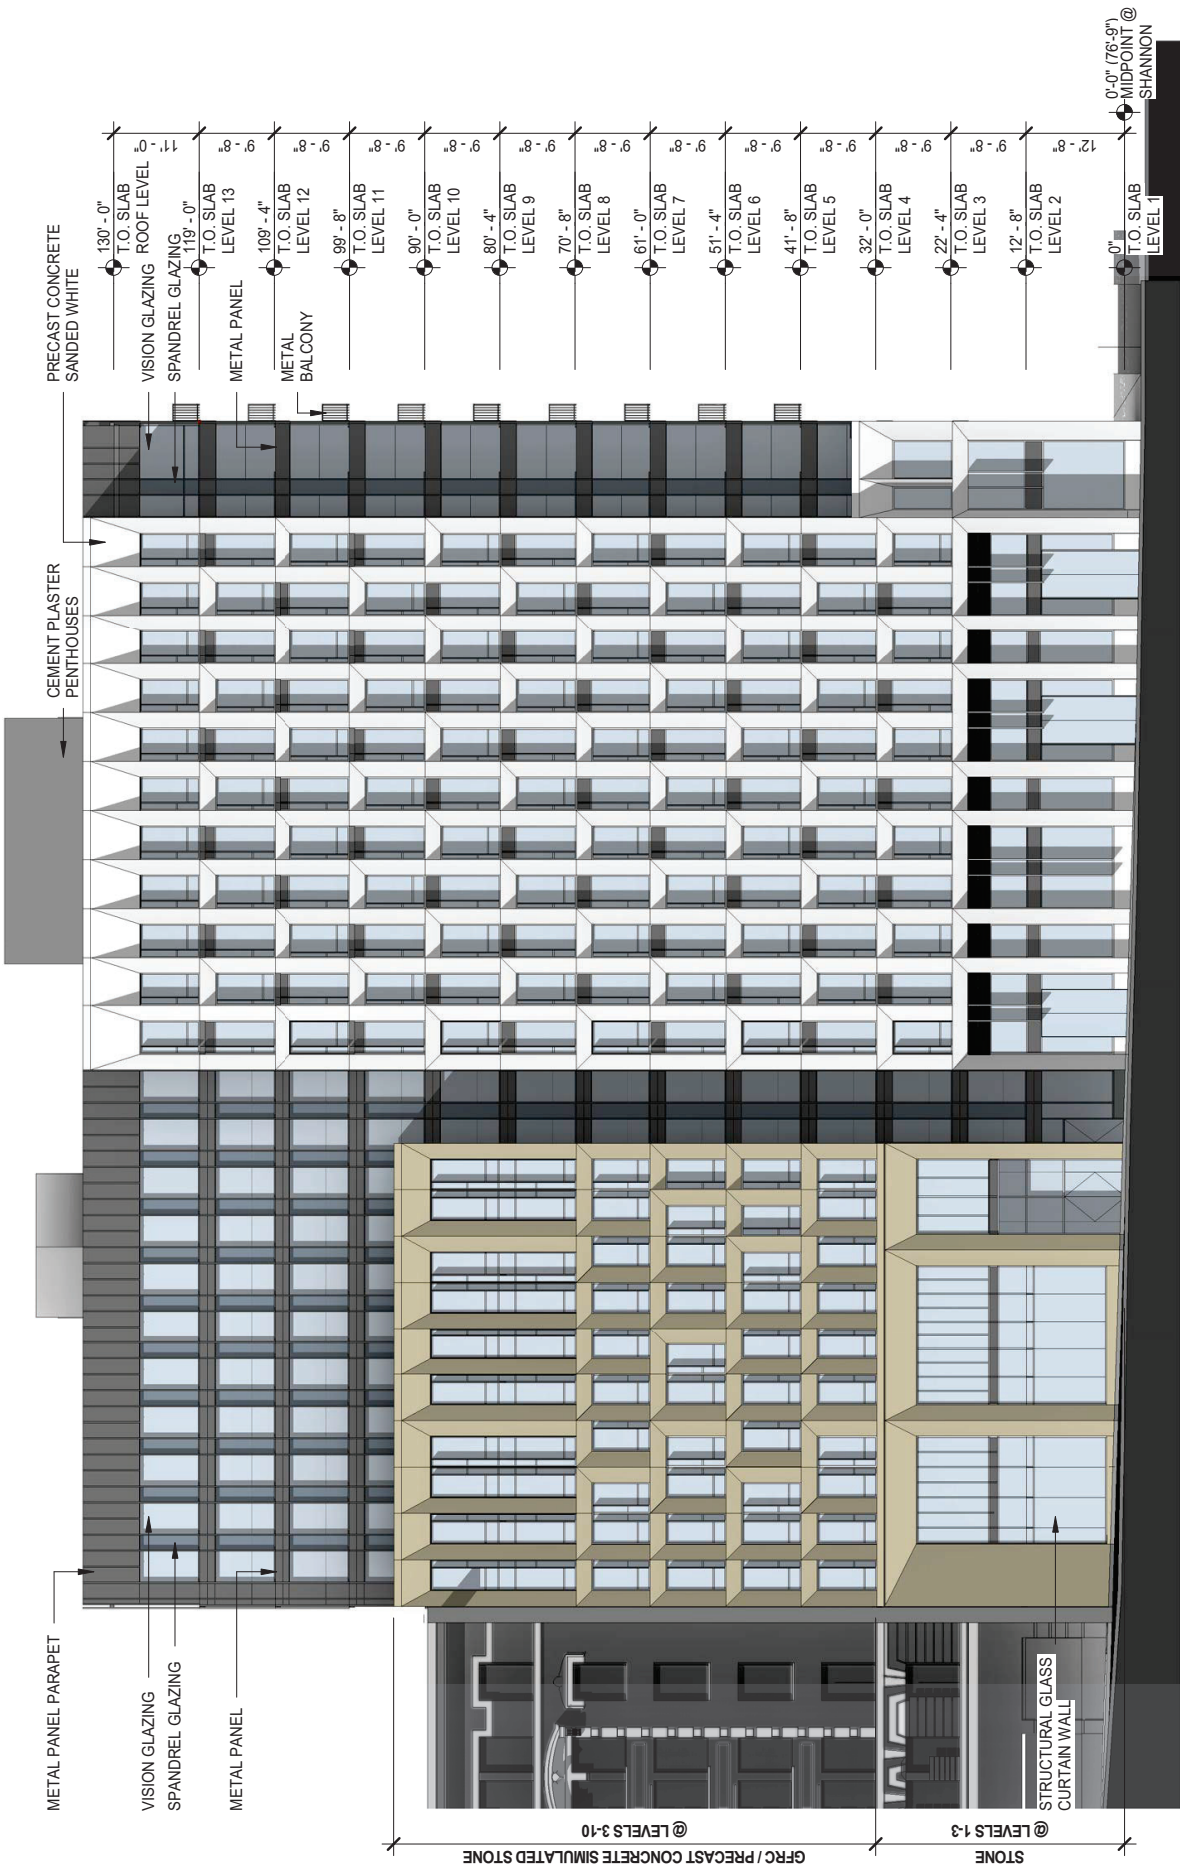 PRECAST CONCRETE
SANDED WHITE
CEMENT PLASTER
PENTHOUSES
VISION GLAZING
SPANDREL GLAZING
METAL PANEL
METAL
BALCONY
130' - 0"
T.O. SLAB
ROOF LEVEL
119' - 0"
T.O. SLAB
LEVEL 13
109' - 4"
T.O. SLAB
LEVEL 12
99' - 8"
T.O. SLAB
LEVEL 11
90' - 0"
T.O. SLAB
LEVEL 10
80' - 4"
T.O. SLAB
LEVEL 9
70' - 8"
T.O. SLAB
LEVEL 8
61' - 0"
T.O. SLAB
LEVEL 7
51' - 4"
T.O. SLAB
LEVEL 6
41' - 8"
T.O. SLAB
LEVEL 5
32' - 0"
T.O. SLAB
LEVEL 4
22' - 4"
T.O. SLAB
LEVEL 3
12' - 8"
T.O. SLAB
LEVEL 2
0"
T.O. SLAB
LEVEL 1
11' - 0"
9' - 8"
9' - 8"
9' - 8"
9' - 8"
9' - 8"
9' - 8"
9' - 8"
9' - 8"
9' - 8"
9' - 8"
9' - 8"
12' - 8"
0'-0" (76'-9")
MIDPOINT @
SHANNON
METAL PANEL PARAPET
VISION GLAZING
SPANDREL GLAZING
METAL PANEL
STRUCTURAL GLASS
CURTAIN WALL
GFRC / PRECAST CONCRETE SIMULATED STONE
@ LEVELS 3-10
STONE
@ LEVELS 1-3